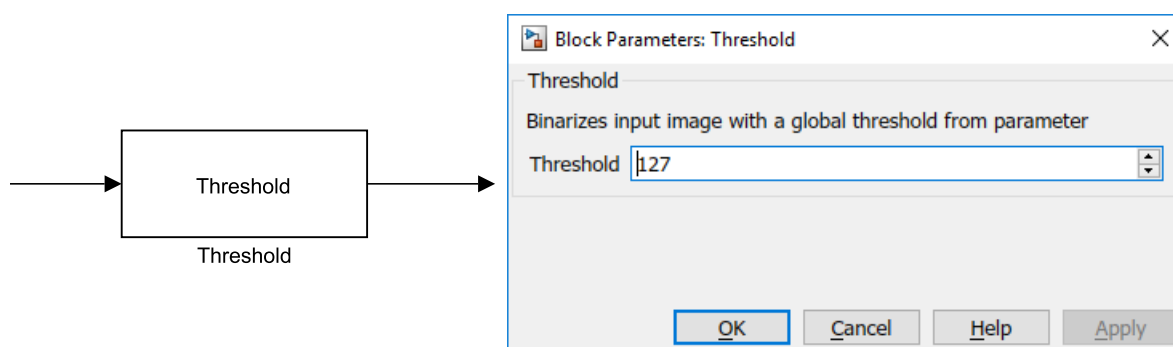 Threshold
Threshold
Block Parameters: Threshold
Threshold
Binarizes input image with a global threshold from parameter
Threshold 127
OK Cancel Help Apply